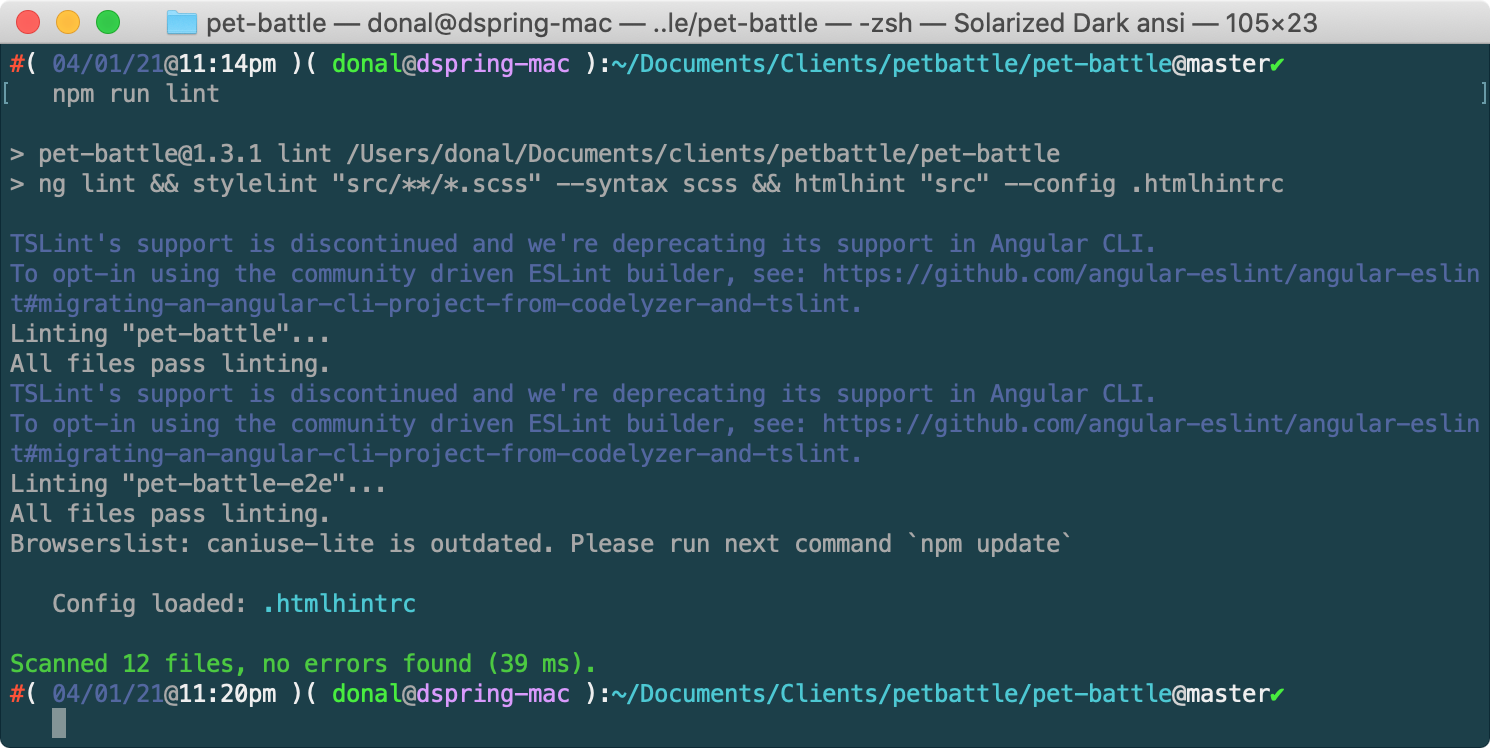 pet-battle — donal@dspring-mac — ..le/pet-battle — -zsh — Solarized Dark ansi — 105×23
#( 04/01/21@11:14pm )( donal@dspring-mac ):~/Documents/Clients/petbattle/pet-battle@master✔
[   npm run lint ]
> pet-battle@1.3.1 lint /Users/donal/Documents/clients/petbattle/pet-battle
> ng lint && stylelint "src/**/*.scss" --syntax scss && htmlhint "src" --config .htmlhintrc
TSLint's support is discontinued and we're deprecating its support in Angular CLI.
To opt-in using the community driven ESLint builder, see: https://github.com/angular-eslint/angular-eslin
t#migrating-an-angular-cli-project-from-codelyzer-and-tslint.
Linting "pet-battle"...
All files pass linting.
TSLint's support is discontinued and we're deprecating its support in Angular CLI.
To opt-in using the community driven ESLint builder, see: https://github.com/angular-eslint/angular-eslin
t#migrating-an-angular-cli-project-from-codelyzer-and-tslint.
Linting "pet-battle-e2e"...
All files pass linting.
Browserslist: caniuse-lite is outdated. Please run next command `npm update`
Config loaded: .htmlhintrc
Scanned 12 files, no errors found (39 ms).
#( 04/01/21@11:20pm )( donal@dspring-mac ):~/Documents/Clients/petbattle/pet-battle@master✔